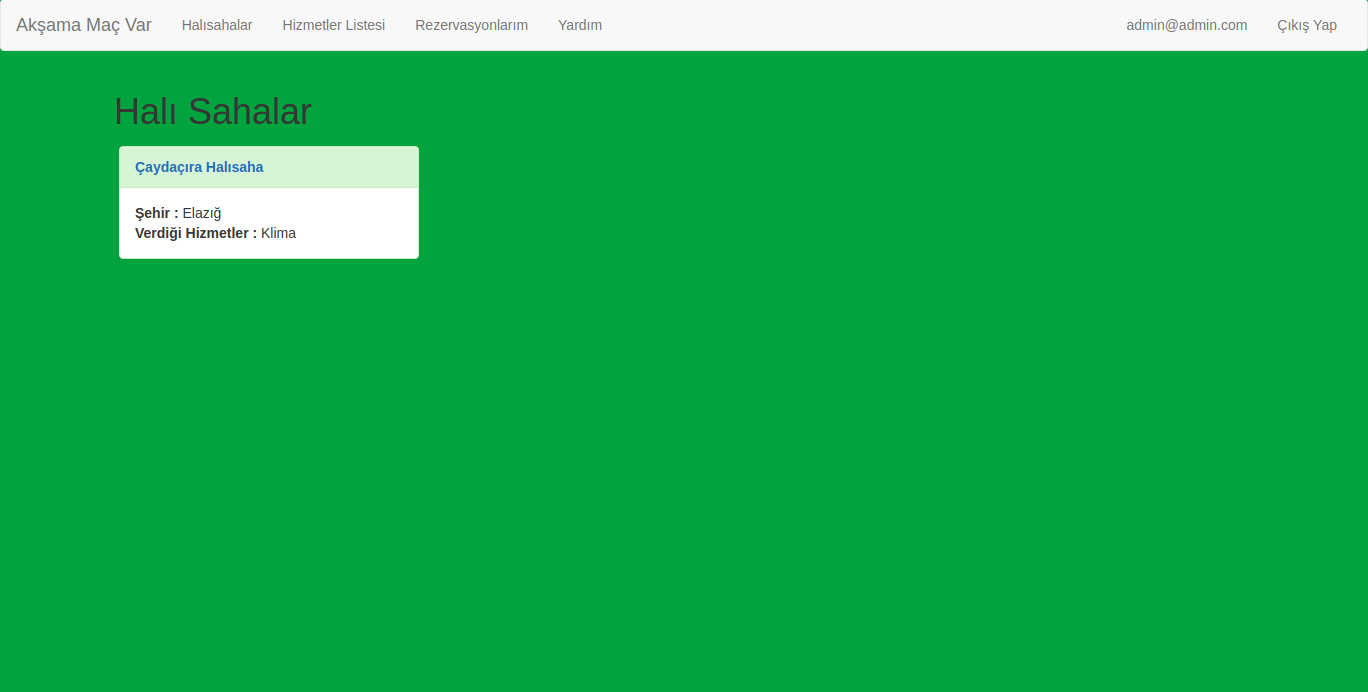 Akşama Maç Var Halısahalar Hizmetler Listesi Rezervasyonlarım Yardım admin@admin.com Çıkış Yap
Halı Sahalar
Çaydaçıra Halısaha
Şehir : Elazığ
Verdiği Hizmetler : Klima